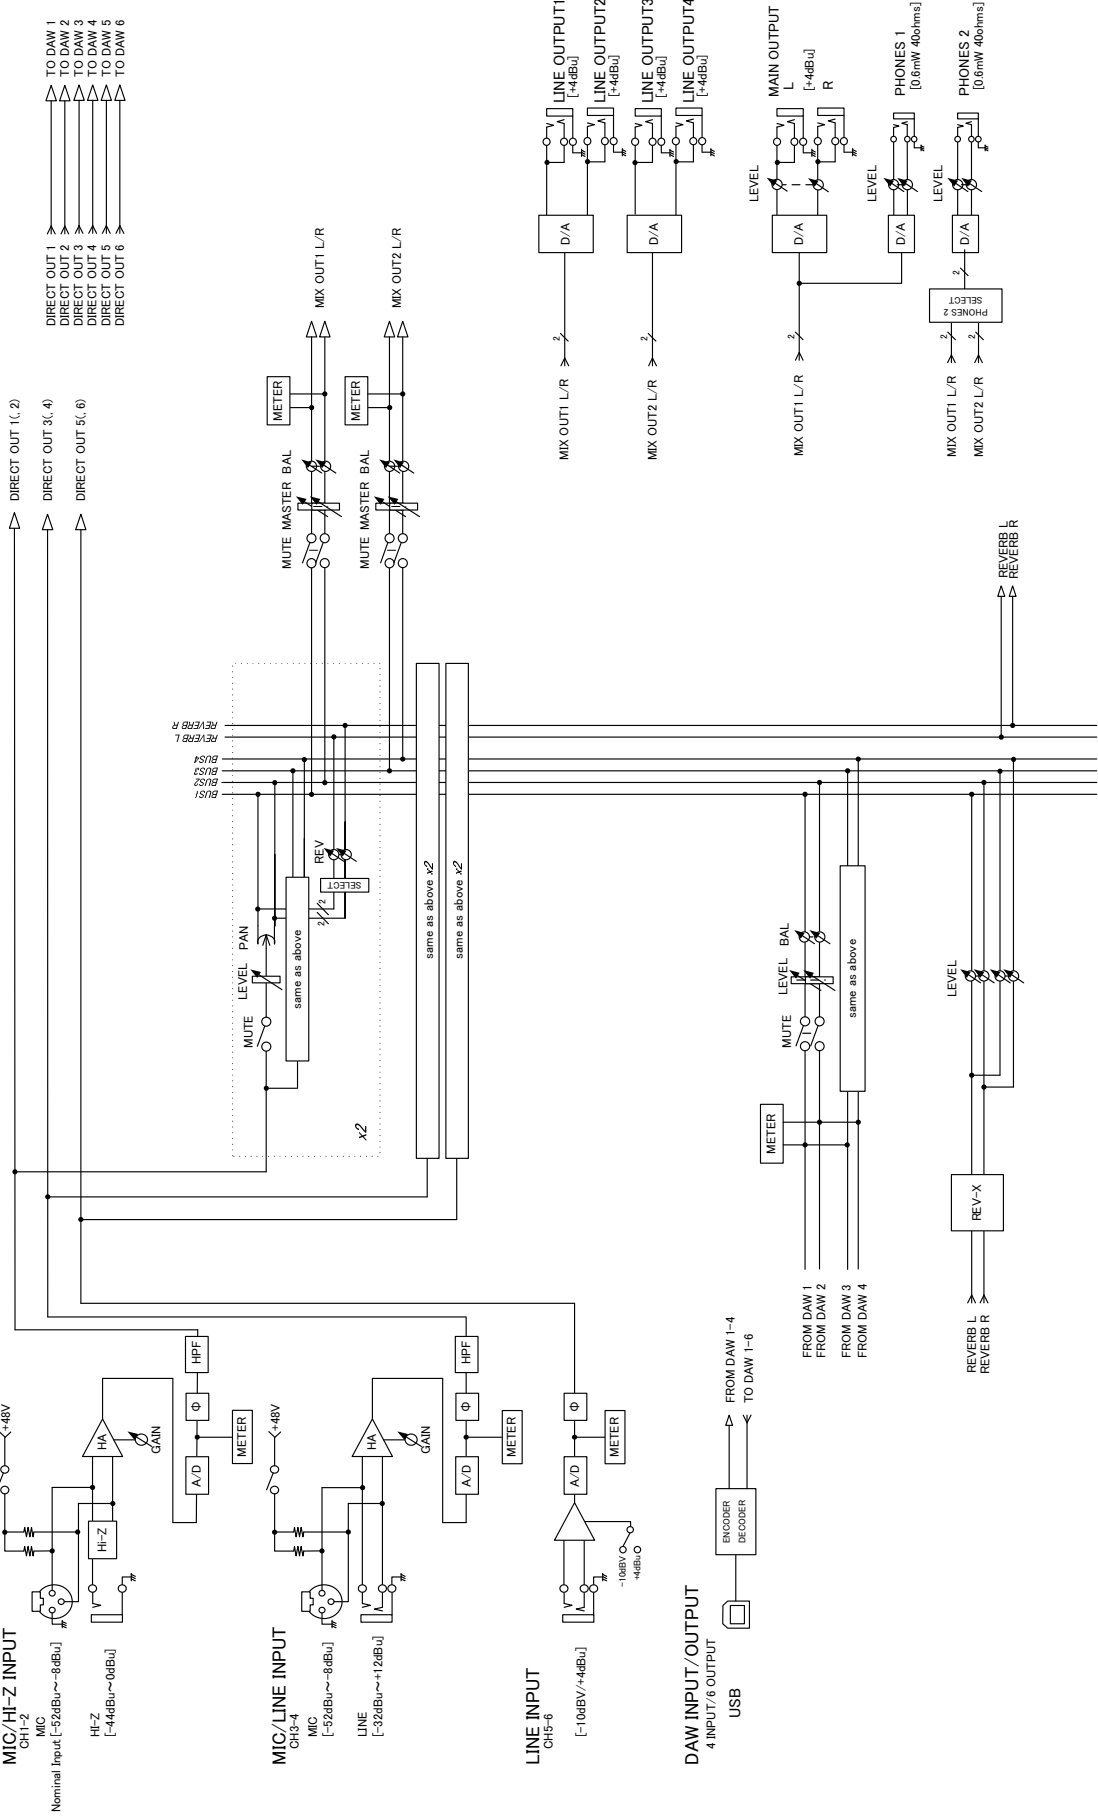 MIC/HI-Z INPUT
CH1-2
MIC
Nominal Input [-52dBu~-8dBu]
HI-Z
[-44dBu~0dBu]
+48V
Hi-Z
HA
GAIN
A/D
METER
Φ
HPF
DIRECT OUT 1(, 2)
DIRECT OUT 3(, 4)
DIRECT OUT 5(, 6)
DIRECT OUT 1
DIRECT OUT 2
DIRECT OUT 3
DIRECT OUT 4
DIRECT OUT 5
DIRECT OUT 6
TO DAW 1
TO DAW 2
TO DAW 3
TO DAW 4
TO DAW 5
TO DAW 6
MIC/LINE INPUT
CH3-4
MIC
[-52dBu~-8dBu]
LINE
[-32dBu~+12dBu]
+48V
HA
GAIN
A/D
METER
Φ
HPF
x2
MUTE
LEVEL
PAN
same as above
2
2
SELECT
REV
BUS1
BUS2
BUS3
BUS4
REVERB L
REVERB R
MUTE MASTER BAL
METER
MIX OUT1 L/R
MUTE MASTER BAL
METER
MIX OUT2 L/R
same as above x2
same as above x2
LINE INPUT
CH5-6
[-10dBV/+4dBu]
-10dBV
+4dBu
A/D
METER
Φ
MIX OUT1 L/R
2
D/A
LINE OUTPUT1
[+4dBu]
LINE OUTPUT2
[+4dBu]
MIX OUT2 L/R
2
D/A
LINE OUTPUT3
[+4dBu]
LINE OUTPUT4
[+4dBu]
DAW INPUT/OUTPUT
4 INPUT/6 OUTPUT
USB
ENCODER
DECODER
FROM DAW 1-4
TO DAW 1-6
FROM DAW 1
FROM DAW 2
FROM DAW 3
FROM DAW 4
METER
MUTE
LEVEL
BAL
same as above
MIX OUT1 L/R
2
D/A
LEVEL
MAIN OUTPUT
L
[+4dBu]
R
D/A
LEVEL
PHONES 1
[0.6mW 40ohms]
REVERB L
REVERB R
REV-X
LEVEL
REVERB L
REVERB R
MIX OUT1 L/R
MIX OUT2 L/R
2
2
PHONES 2
SELECT
2
D/A
LEVEL
PHONES 2
[0.6mW 40ohms]